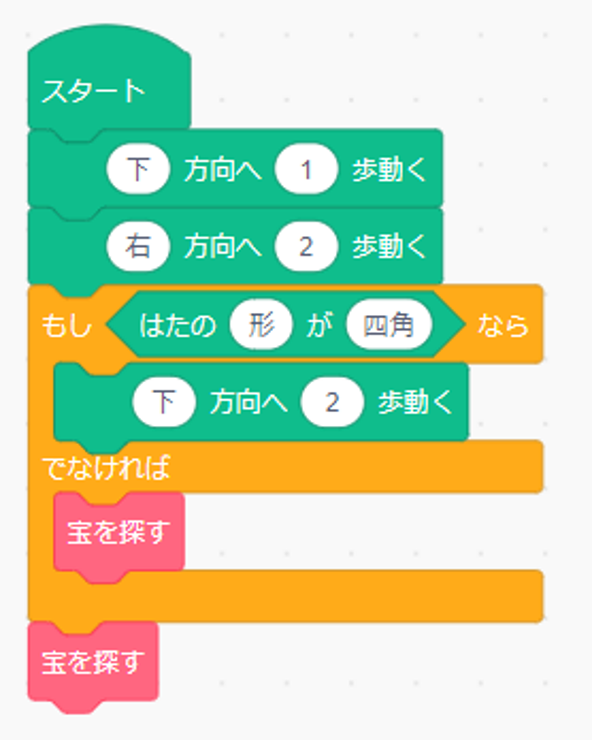 スタート
下 方向へ 1 歩動く
右 方向へ 2 歩動く
もし はたの 形 が 四角 なら
下 方向へ 2 歩動く
でなければ
宝を探す
宝を探す